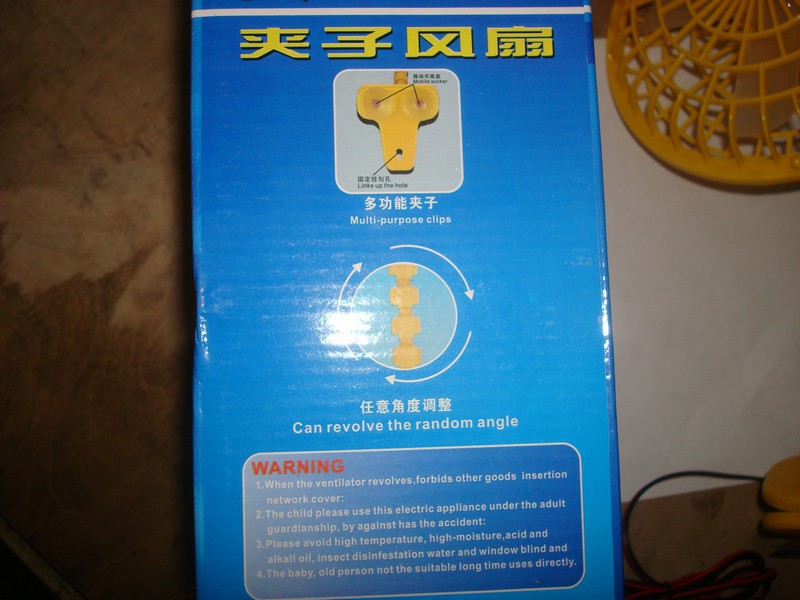 夹子风扇
移动式吸盘
Mobile sucker
固定挂勾孔
Links up the hole
多功能夹子
Multi-purpose clips
任意角度调整
Can revolve the random angle
WARNING
1.When the ventilator revolves,forbids other goods insertion
network cover:
2.The child please use this electric appliance under the adult
guardianship, by against has the accident:
3.Please avoid high temperature, high-moisture,acid and
alkali oil, insect disinfestation water and window blind and
4.The baby, old person not the suitable long time uses directly.